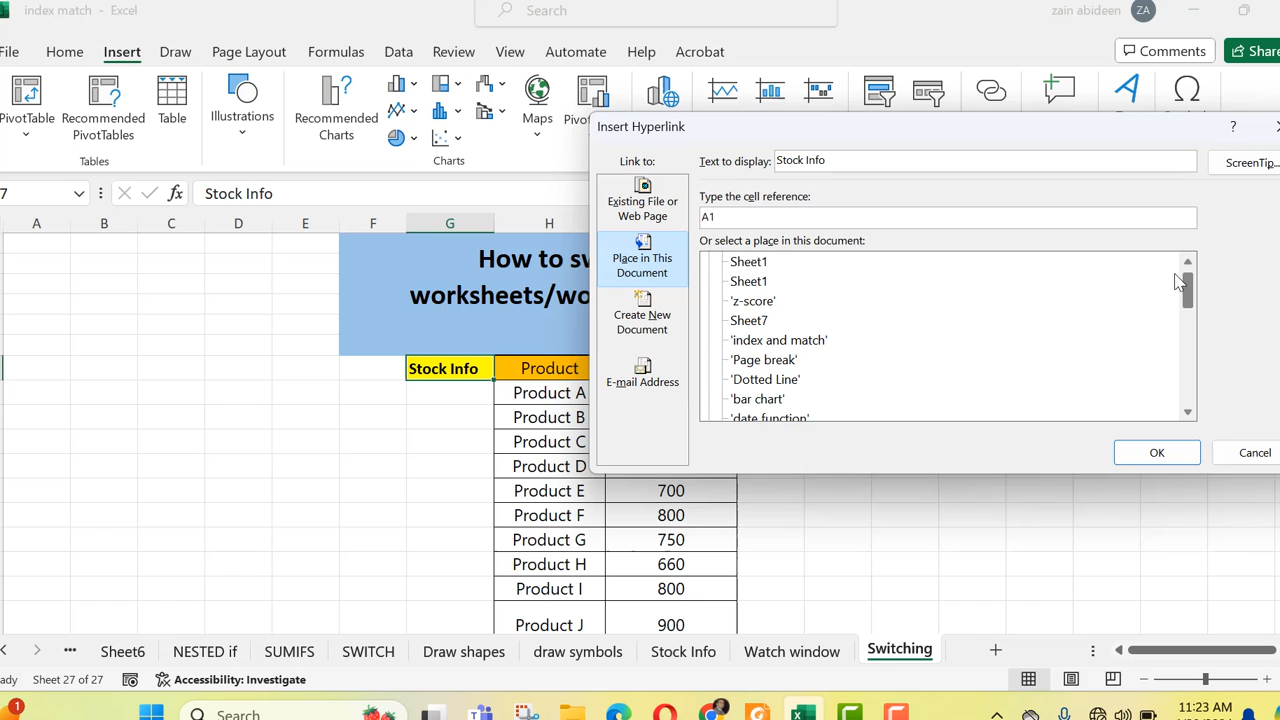 index match - Excel
Search
zain abideen
ZA
File Home Insert Draw Page Layout Formulas Data Review View Automate Help Acrobat
Comments
Share
PivotTable
Recommended
PivotTables
Table
Illustrations
Recommended
Charts
Maps
Tables
Charts
Insert Hyperlink
?
Link to:
Text to display: Stock Info
ScreenTip...
Existing File or
Web Page
Place in This
Document
Create New
Document
E-mail Address
Type the cell reference:
A1
Or select a place in this document:
Sheet1
Sheet1
'z-score'
Sheet7
'index and match'
'Page break'
'Dotted Line'
'bar chart'
'date function'
OK
Cancel
7
fx
Stock Info
A B C D E F G H
How to
Stock Info
Product
Product A
Product B
Product C
Product D
Product E 700
Product F 800
Product G 750
Product H 660
Product I 800
Product J 900
... Sheet6 NESTED if SUMIFS SWITCH Draw shapes draw symbols Stock Info Watch window Switching
Sheet 27 of 27
Accessibility: Investigate
1
Search
11:23 AM